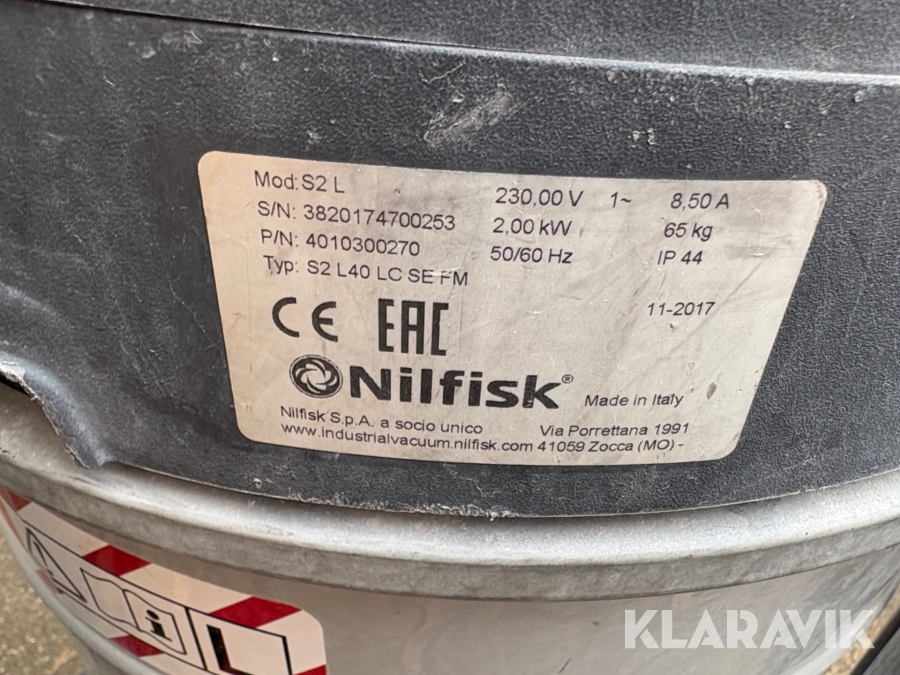 Mod: S2 L 230,00 V 1~ 8,50 A
S/N: 3820174700253 2,00 kW 65 kg
P/N: 4010300270 50/60 Hz IP 44
Typ: S2 L40 LC SE FM
11-2017
CE EAC
Nilfisk®
Made in Italy
Nilfisk S.p.A. a socio unico Via Porrettana 1991
www.industrialvacuum.nilfisk.com 41059 Zocca (MO) -
i L
KLARAVIK